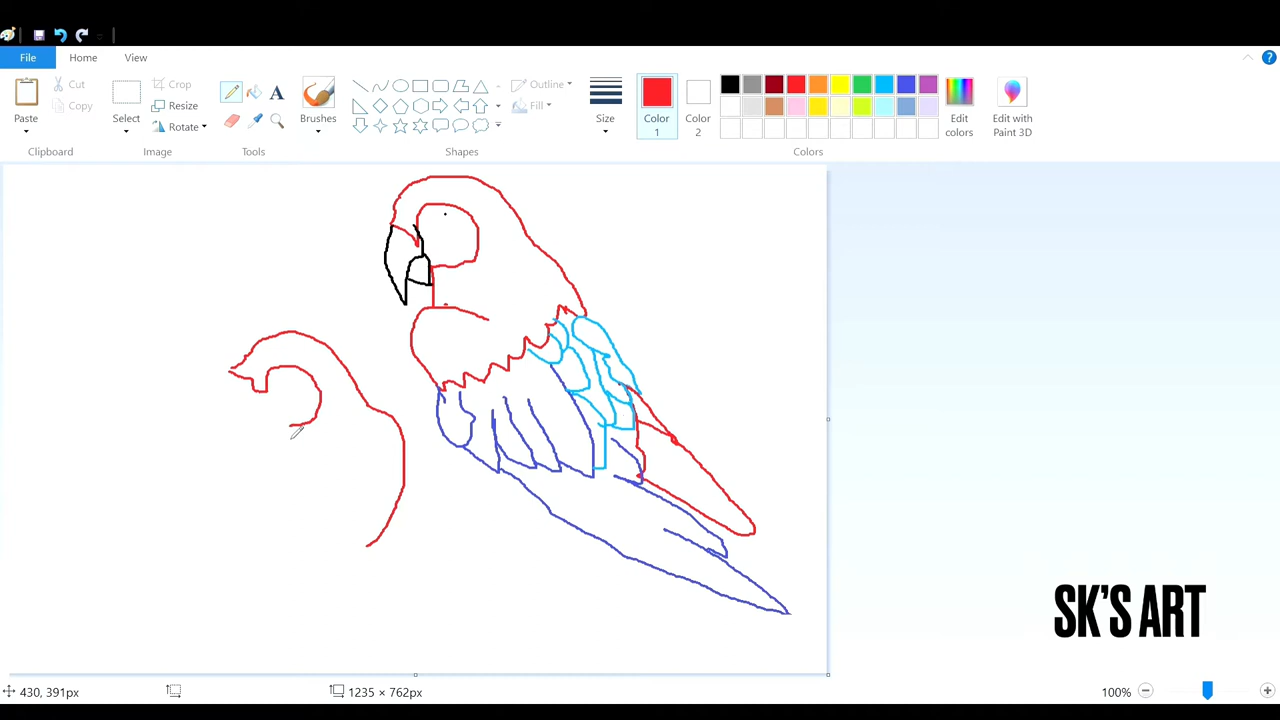 File Home View
Cut
Copy
Paste
Clipboard
Select
Crop
Resize
Rotate
Image
A
Tools
Brushes
Outline
Fill
Shapes
Size
Color
1
Color
2
Edit
colors
Edit with
Paint 3D
Colors
?
SK'S ART
430, 391px
1235 × 762px
100%